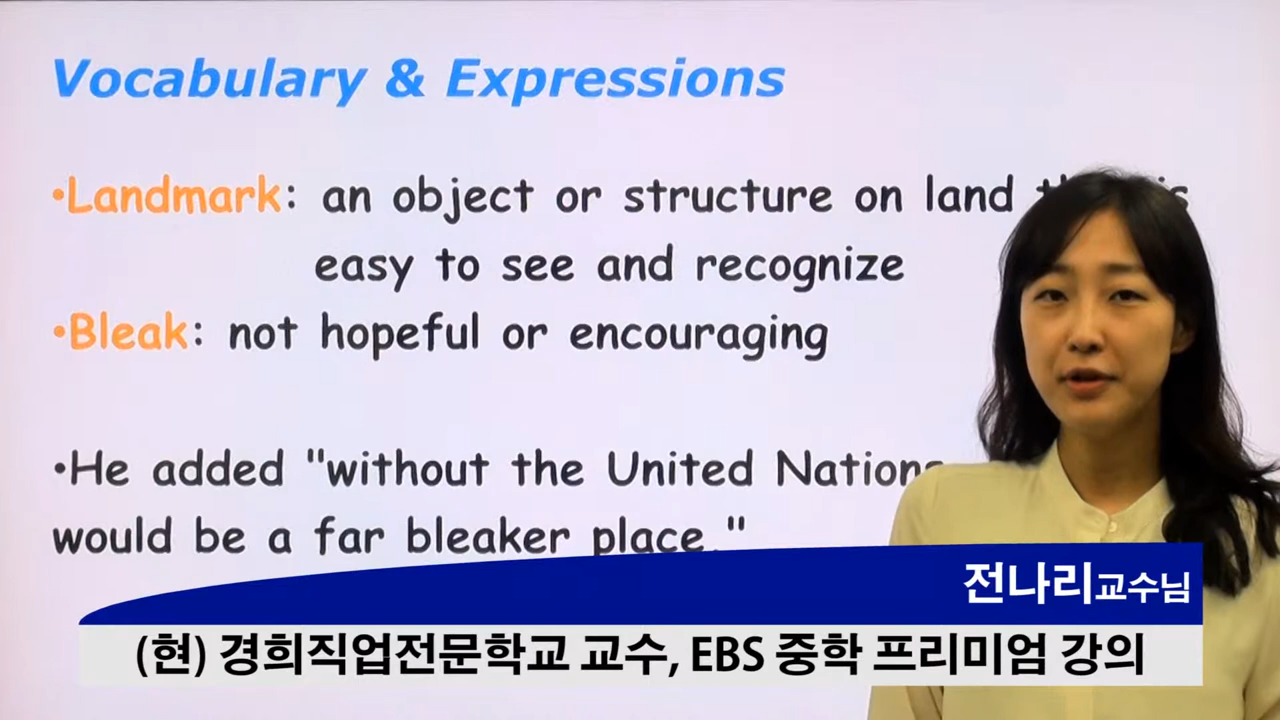 Vocabulary & Expressions
•Landmark: an object or structure on land
easy to see and recognize
•Bleak: not hopeful or encouraging
•He added "without the United Nations
would be a far bleaker place."
전나리교수님
(현) 경희직업전문학교 교수, EBS 중학 프리미엄 강의